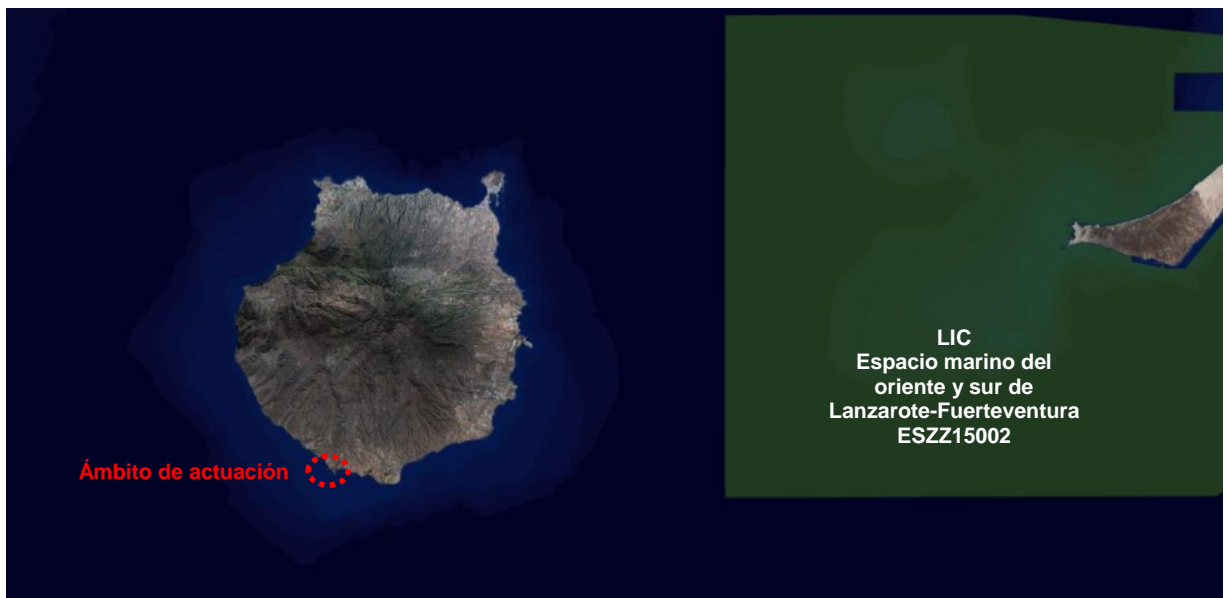 LIC
Espacio marino del
oriente y sur de
Lanzarote-Fuerteventura
ESZZ15002
Ámbito de actuación